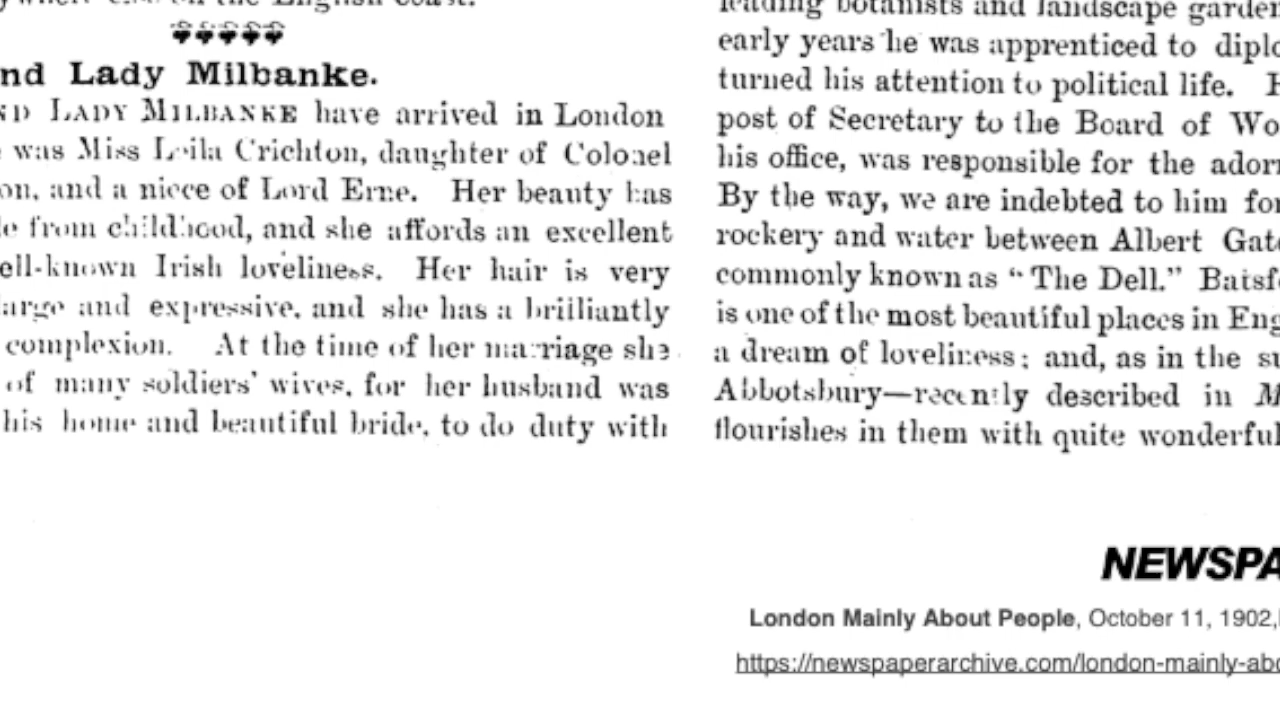 the English coast.
nd Lady Milbanke.
ND LADY MILBANKE have arrived in London
was Miss Leila Crichton, daughter of Colonel
on, and a niece of Lord Erne. Her beauty has
e from childhood, and she affords an excellent
ell-known Irish loveliness. Her hair is very
large and expressive, and she has a brilliantly
complexion. At the time of her marriage she
of many soldiers' wives, for her husband was
his home and beautiful bride, to do duty with
leading botanists and landscape garden
early years he was apprenticed to diplo
turned his attention to political life. H
post of Secretary to the Board of Wo
his office, was responsible for the adorn
By the way, we are indebted to him for
rockery and water between Albert Gate
commonly known as "The Dell." Batsfo
is one of the most beautiful places in Eng
a dream of loveliness; and, as in the su
Abbotsbury—recently described in M
flourishes in them with quite wonderful
NEWSPA
London Mainly About People, October 11, 1902,
https://newspaperarchive.com/london-mainly-abo